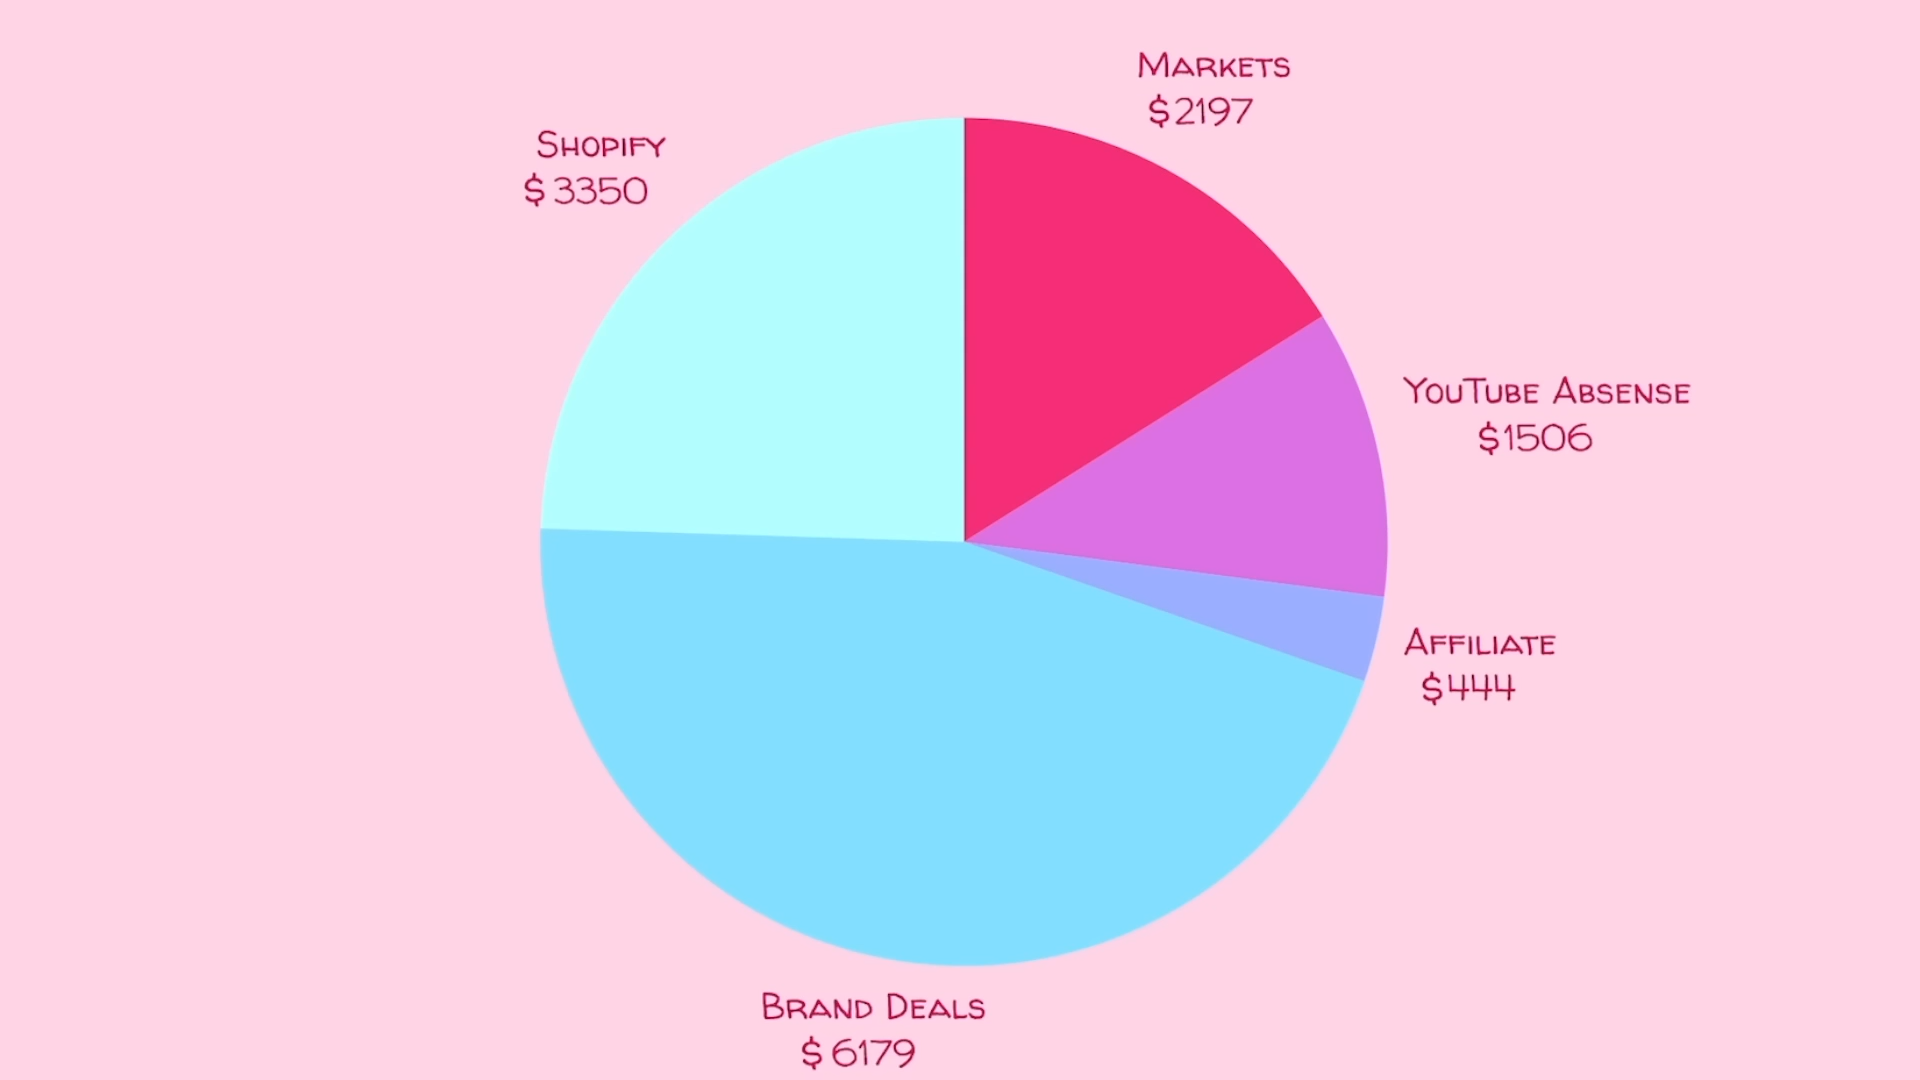 Markets
$2197
Shopify
$3350
YouTube Absense
$1506
Affiliate
$444
Brand Deals
$6179